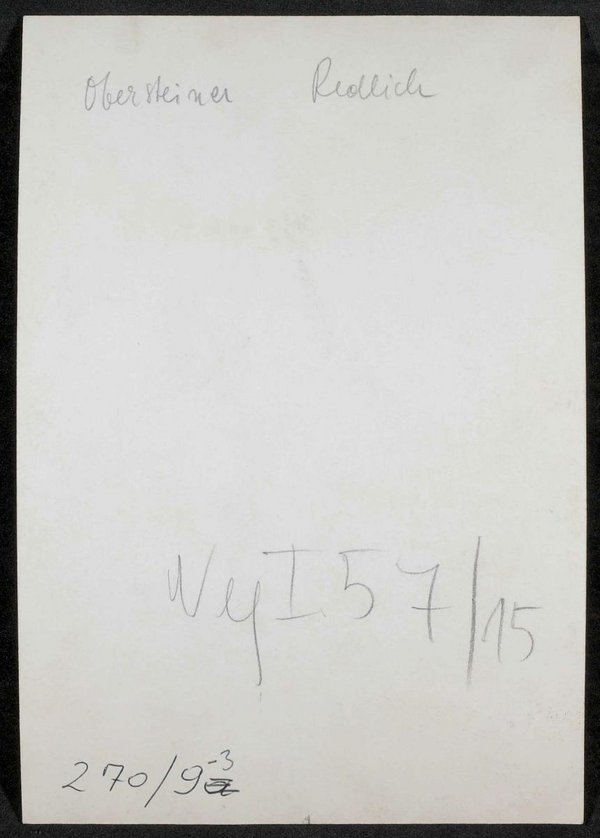 Obersteiner Redlich
Ny I. 57/15
270/9-3